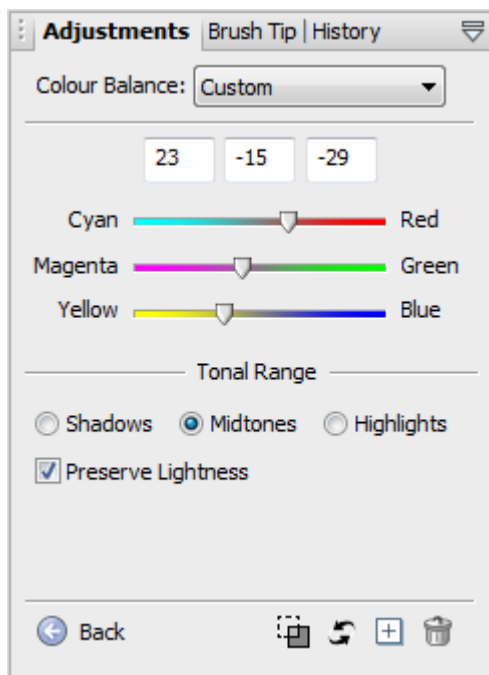 Adjustments Brush Tip | History
Colour Balance: Custom
23 -15 -29
Cyan Red
Magenta Green
Yellow Blue
Tonal Range
Shadows Midtones Highlights
Preserve Lightness
Back